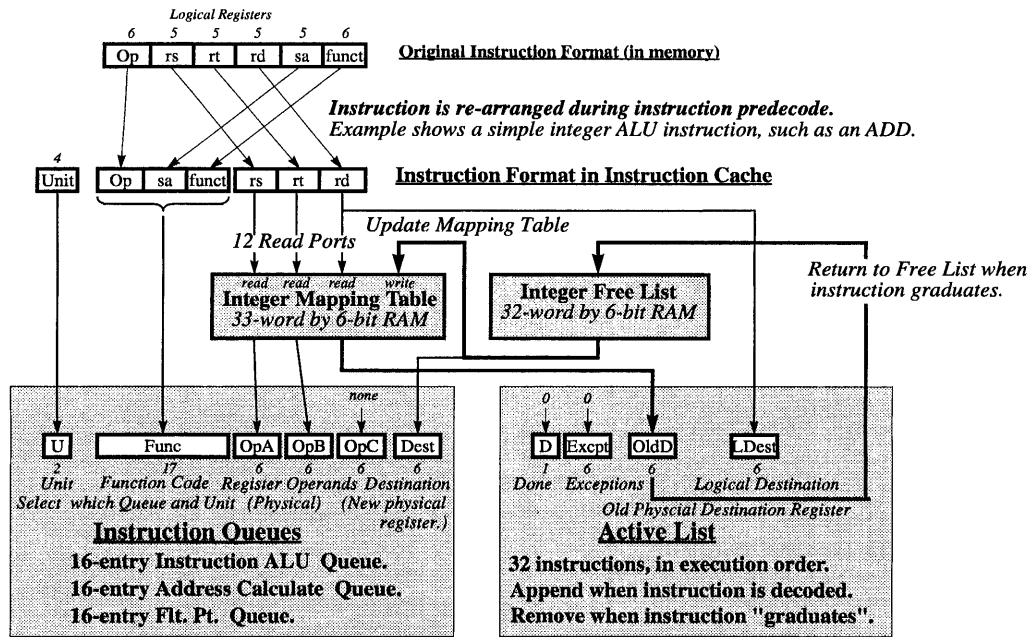 Logical Registers
6 5 5 5 5 6
Op rs rt rd sa funct
Original Instruction Format (in memory)
Instruction is re-arranged during instruction predecode.
Example shows a simple integer ALU instruction, such as an ADD.
4
Unit Op sa funct rs rt rd
Instruction Format in Instruction Cache
Update Mapping Table
12 Read Ports
Return to Free List when
instruction graduates.
read read read write
Integer Mapping Table
33-word by 6-bit RAM
Integer Free List
32-word by 6-bit RAM
none
U Func OpA OpB OpC Dest
2 17 6 6 6 6
Unit Function Code Register Operands Destination
Select which Queue and Unit (Physical) (New physical
register.)
Instruction Queues
16-entry Instruction ALU Queue.
16-entry Address Calculate Queue.
16-entry Flt. Pt. Queue.
0 0
D Excpt OldD LDest
1 6 6 6
Done Exceptions Logical Destination
Old Physcial Destination Register
Active List
32 instructions, in execution order.
Append when instruction is decoded.
Remove when instruction "graduates".